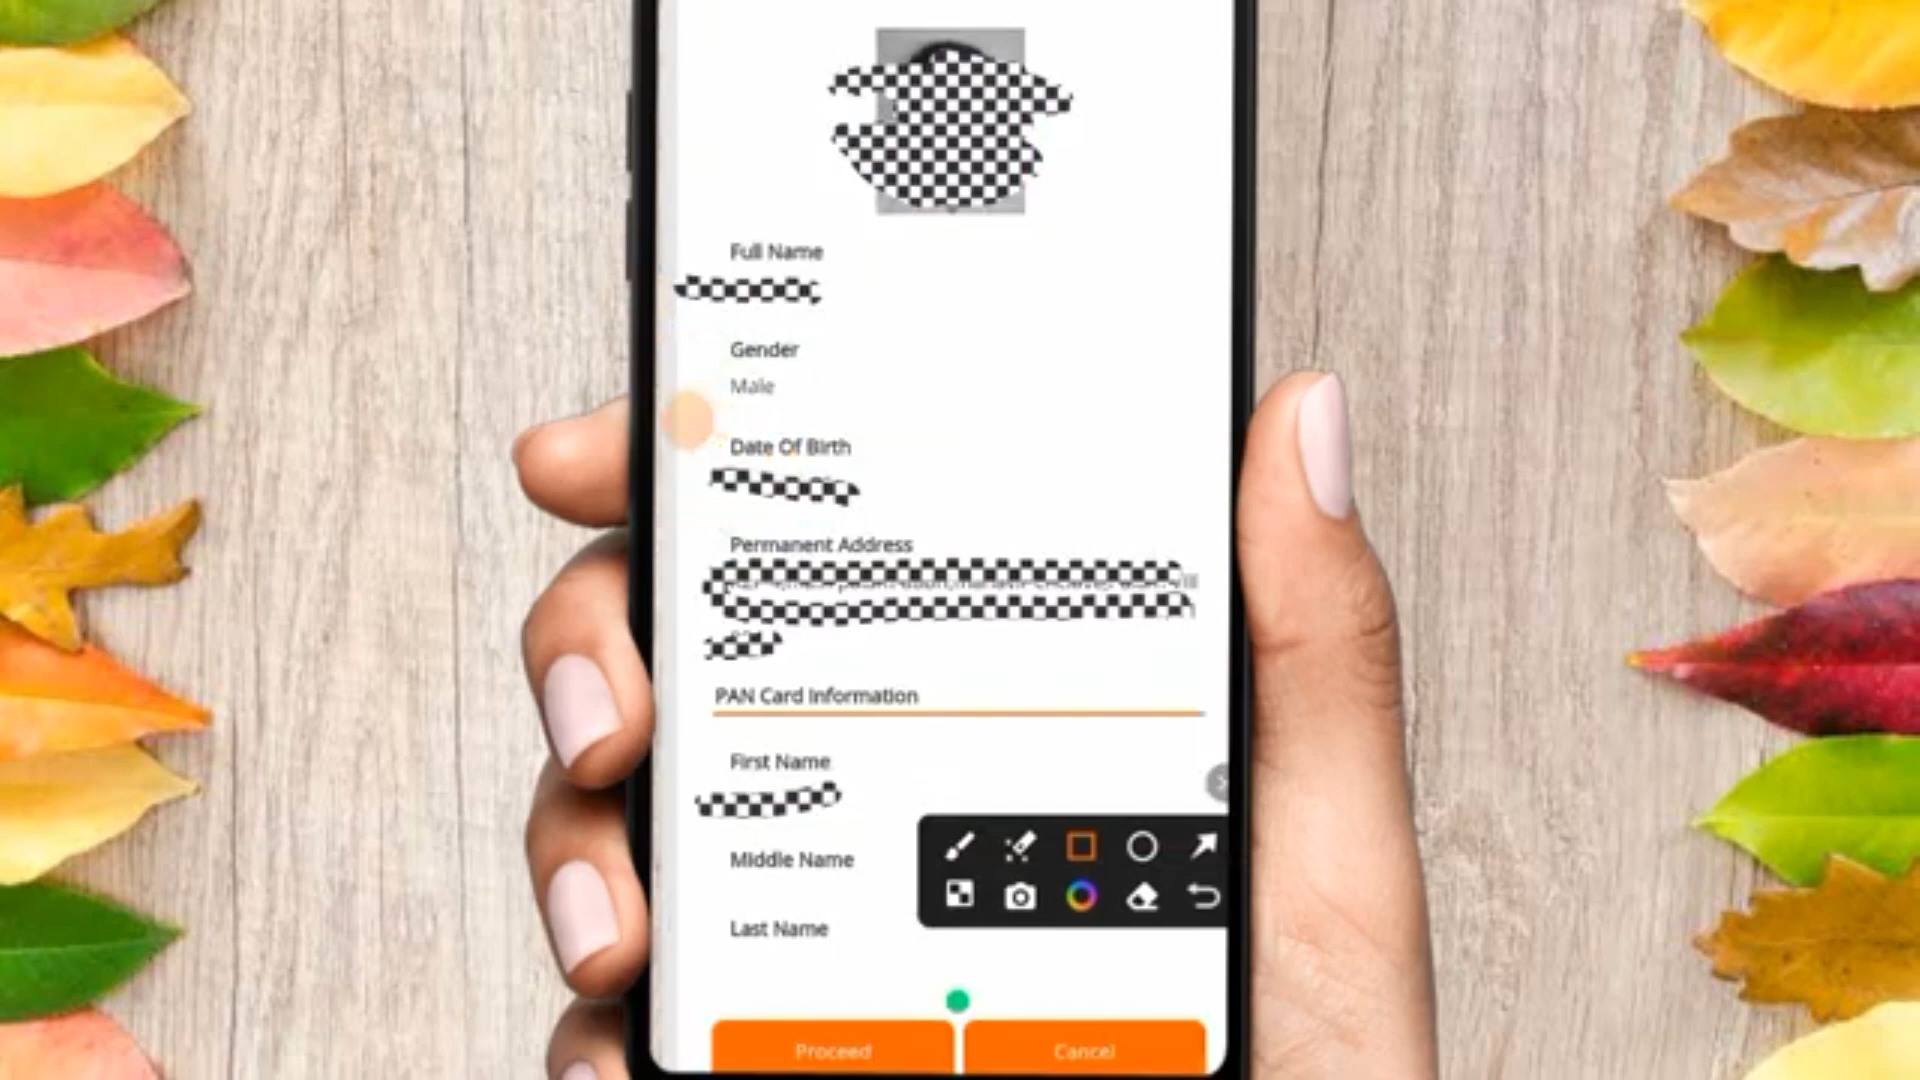 Full Name
Gender
Male
Date Of Birth
Permanent Address
PAN Card Information
First Name
Middle Name
Last Name
Proceed
Cancel